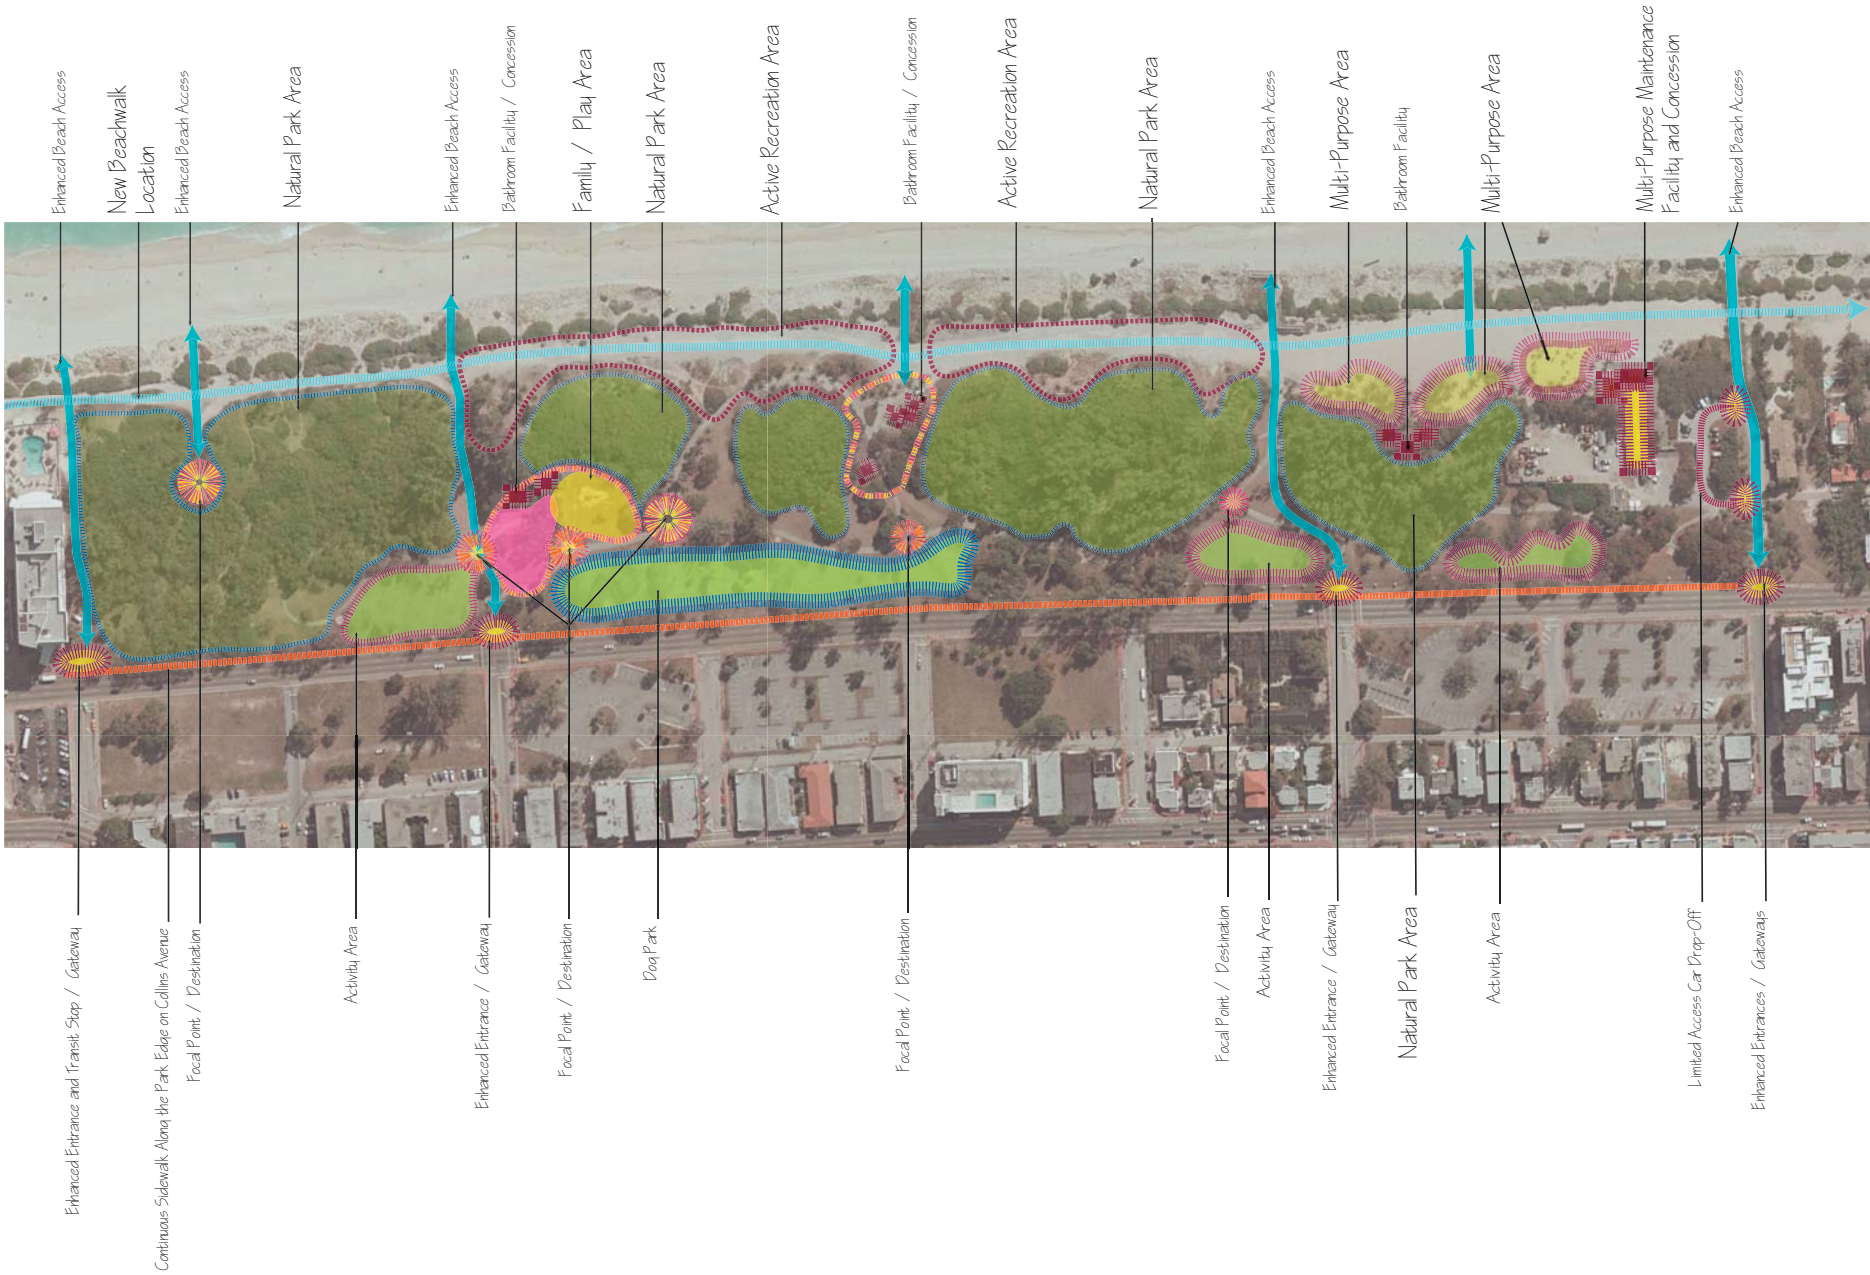 Enhanced Beach Access
New Beachwalk
Location
Enhanced Beach Access
Natural Park Area
Enhanced Beach Access
Bathroom Facility / Concession
Family / Play Area
Natural Park Area
Active Recreation Area
Bathroom Facility / Concession
Active Recreation Area
Natural Park Area
Enhanced Beach Access
Multi-Purpose Area
Bathroom Facility
Multi-Purpose Area
Multi-Purpose Maintenance
Facility and Concession
Enhanced Beach Access
Enhanced Entrance and Transit Stop / Gateway
Continuous Sidewalk Along the Park Edge on Collins Avenue
Focal Point / Destination
Activity Area
Enhanced Entrance / Gateway
Focal Point / Destination
Dog Park
Focal Point / Destination
Focal Point / Destination
Activity Area
Enhanced Entrance / Gateway
Natural Park Area
Activity Area
Limited Access Car Drop-Off
Enhanced Entrances / Gateways